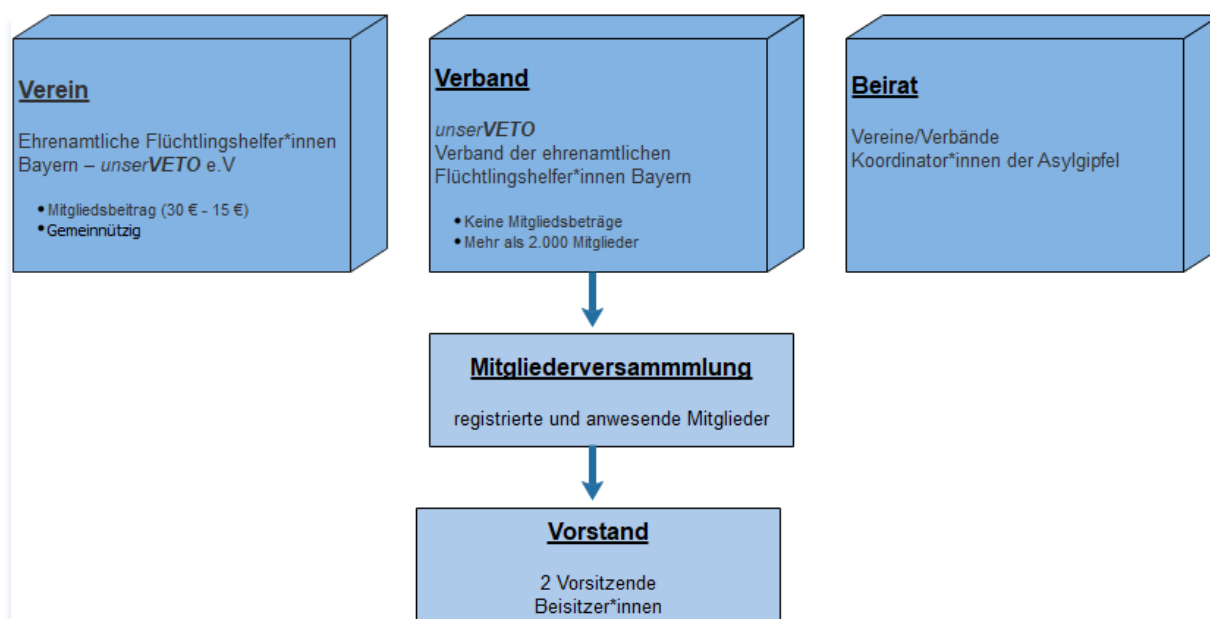 Verein
Ehrenamtliche Flüchtlingshelfer*innen
Bayern – unserVETO e.V
• Mitgliedsbeitrag (30 € - 15 €)
• Gemeinnützig
Verband
unserVETO
Verband der ehrenamtlichen
Flüchtlingshelfer*innen Bayern
• Keine Mitgliedsbeträge
• Mehr als 2.000 Mitglieder
Beirat
Vereine/Verbände
Koordinator*innen der Asylgipfel
Mitgliederversammmlung
registrierte und anwesende Mitglieder
Vorstand
2 Vorsitzende
Beisitzer*innen